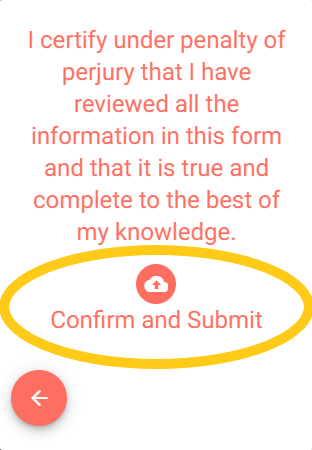 I certify under penalty of
perjury that I have
reviewed all the
information in this form
and that it is true and
complete to the best of
my knowledge.
Confirm and Submit